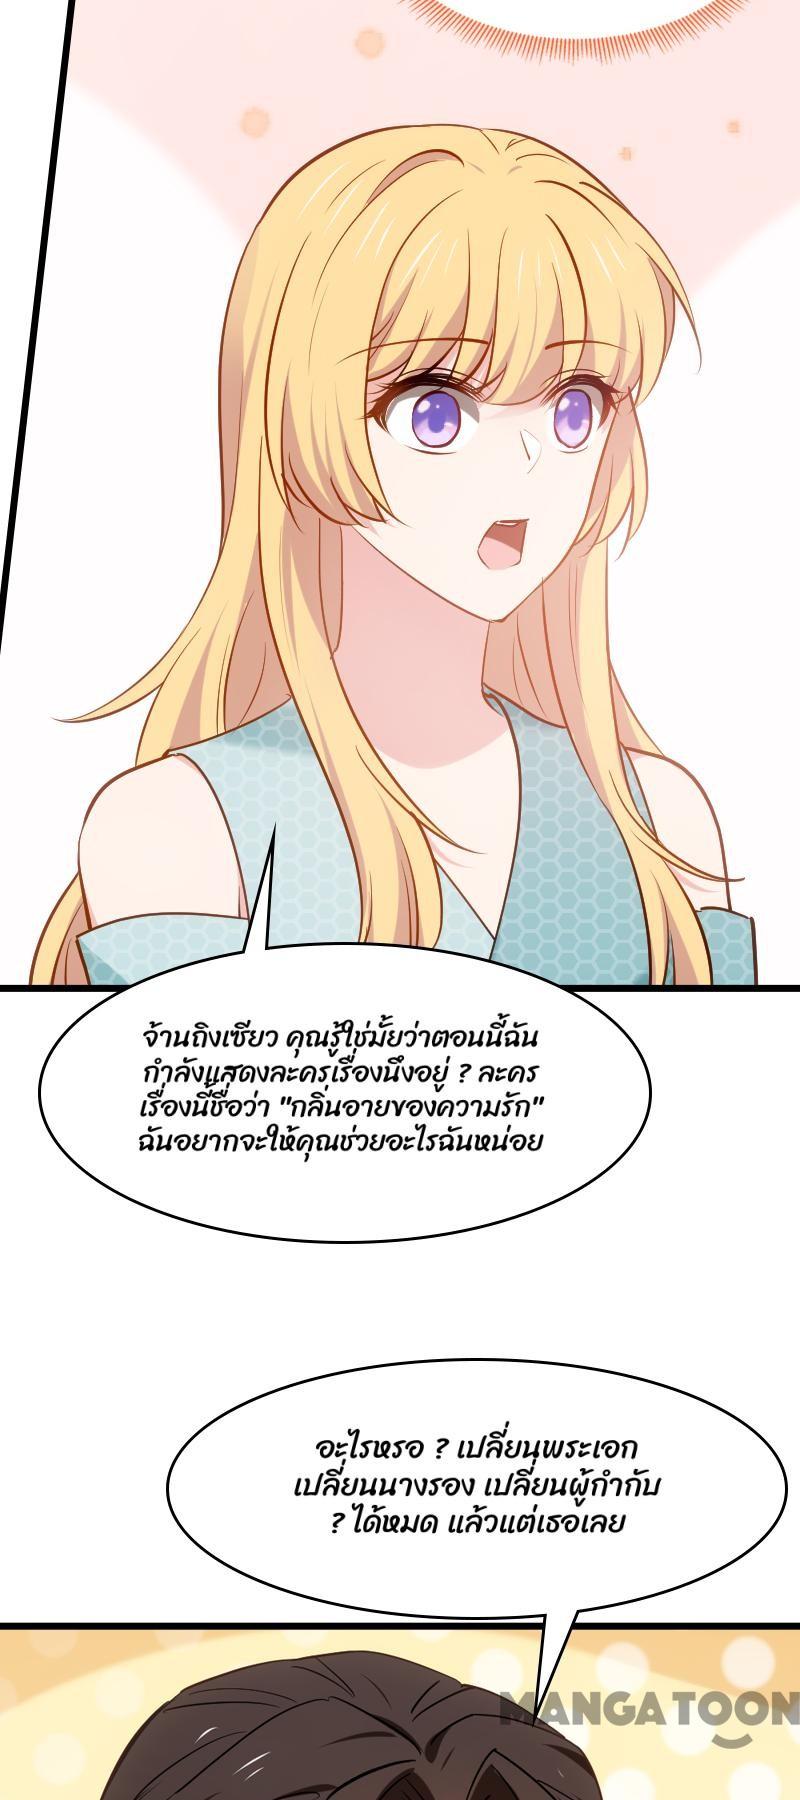 จ้านถิงเซียว คุณรู้ใช่มั้ยว่าตอนนี้ฉัน
กำลังแสดงละครเรื่องนึงอยู่ ? ละคร
เรื่องนี้ชื่อว่า "กลิ่นอายของความรัก"
ฉันอยากจะให้คุณช่วยอะไรฉันหน่อย
อะไรหรอ ? เปลี่ยนพระเอก
เปลี่ยนนางรอง เปลี่ยนผู้กำกับ
? ได้หมด แล้วแต่เธอเลย
MANGATOON